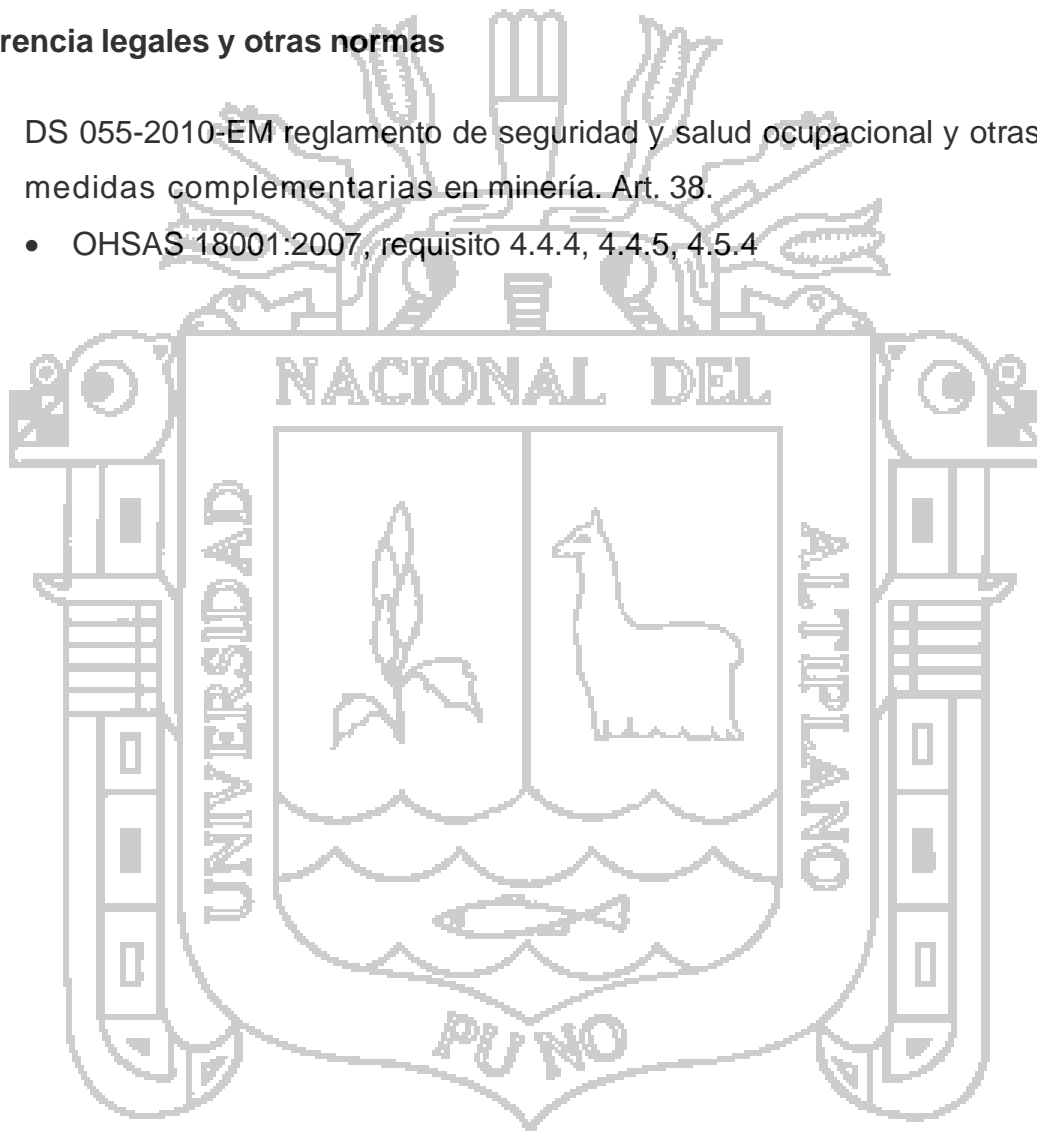 rencia legales y otras normas
DS 055-2010-EM reglamento de seguridad y salud ocupacional y otras
medidas complementarias en minería. Art. 38.
• OHSAS 18001:2007, requisito 4.4.4, 4.4.5, 4.5.4
NACIONAL DEL
UNIVERSIDAD
ALTIPLANO
PUNO